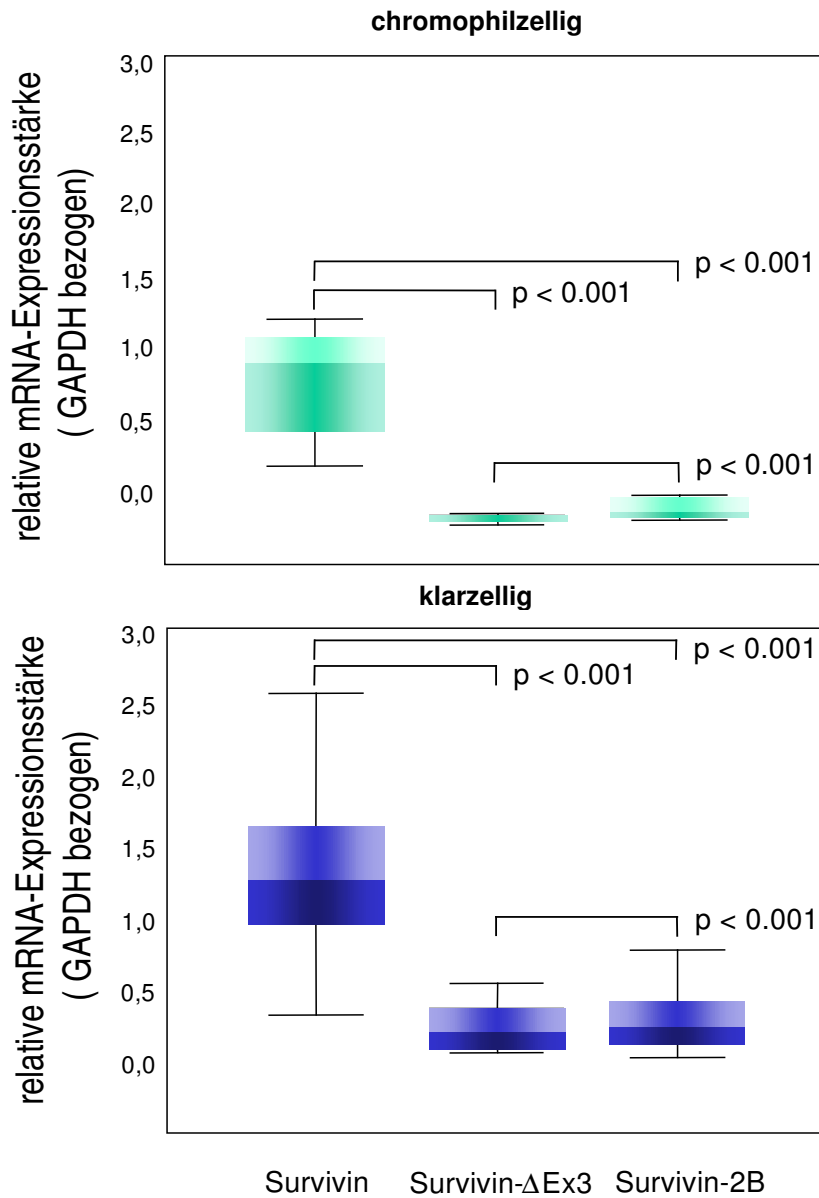 chromophilzellig
relative mRNA-Expressionsstärke
( GAPDH bezogen)
3,0
2,5
2,0
1,5
1,0
0,5
0,0
p < 0.001
p < 0.001
p < 0.001
klarzellig
relative mRNA-Expressionsstärke
( GAPDH bezogen)
3,0
2,5
2,0
1,5
1,0
0,5
0,0
p < 0.001
p < 0.001
p < 0.001
Survivin Survivin-ΔEx3 Survivin-2B